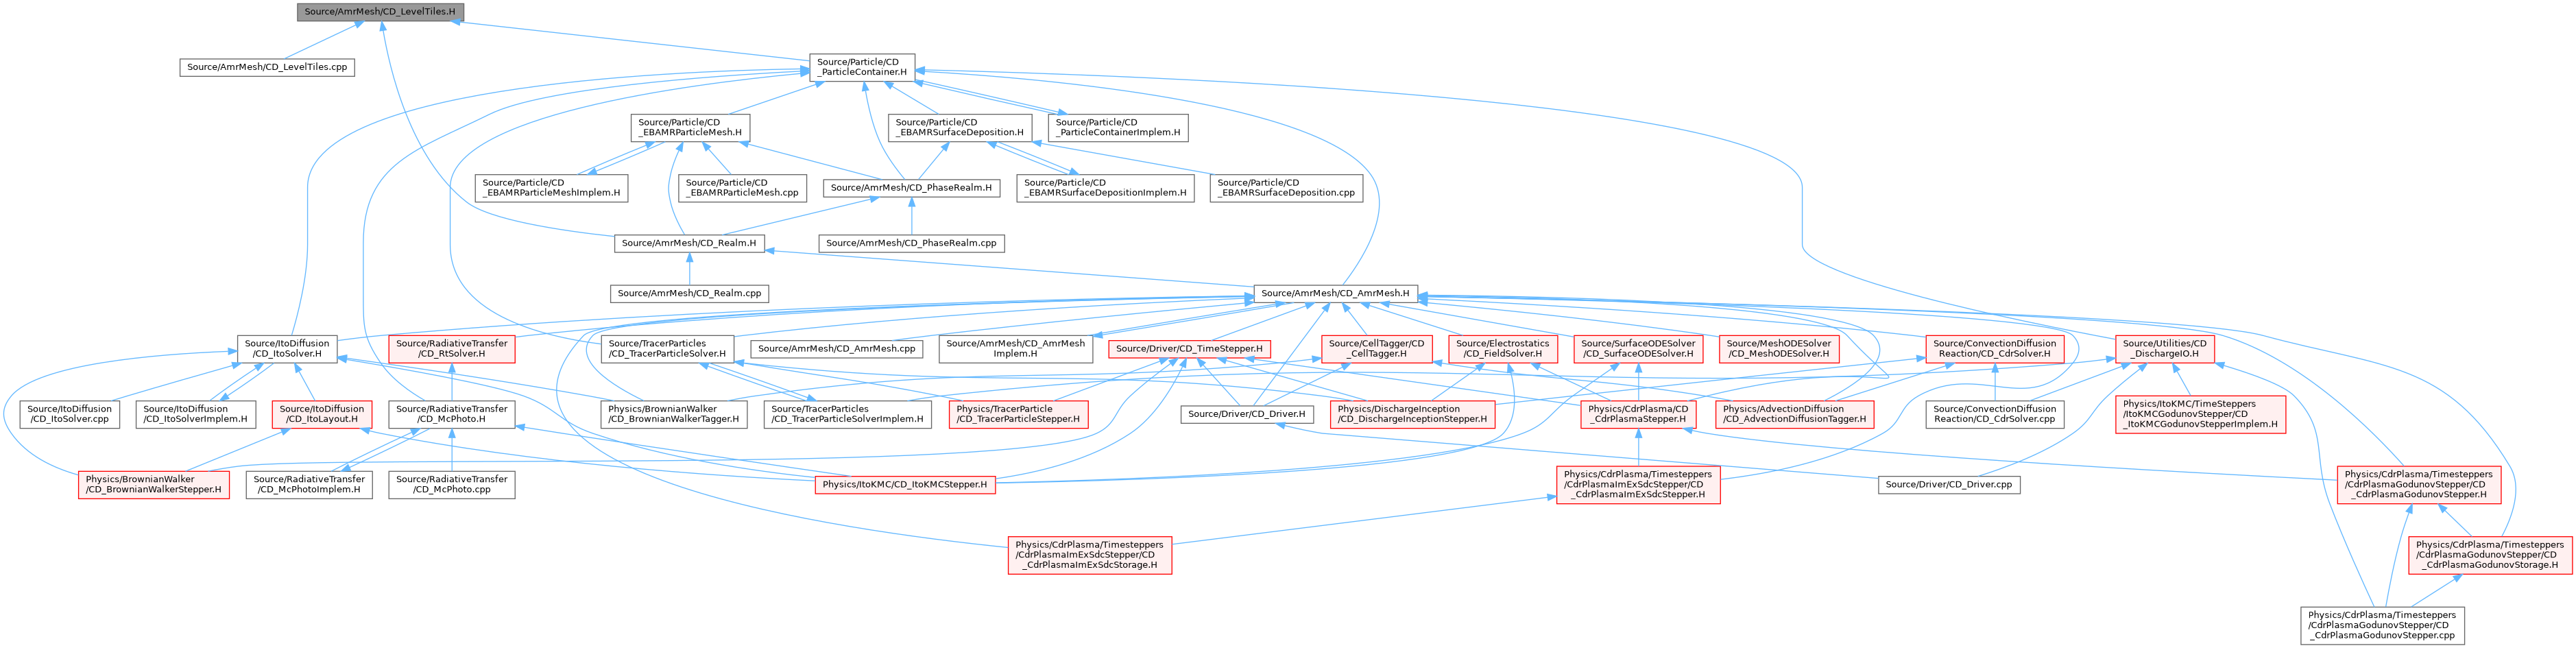 Source/AmrMesh/CD_LevelTiles.H
Source/AmrMesh/CD_LevelTiles.cpp
Source/Particle/CD
_ParticleContainer.H
Source/Particle/CD
_EBAMRParticleMesh.H
Source/Particle/CD
_EBAMRSurfaceDeposition.H
Source/Particle/CD
_ParticleContainerImplem.H
Source/Particle/CD
_EBAMRParticleMeshImplem.H
Source/Particle/CD
_EBAMRParticleMesh.cpp
Source/AmrMesh/CD_PhaseRealm.H
Source/Particle/CD
_EBAMRSurfaceDepositionImplem.H
Source/Particle/CD
_EBAMRSurfaceDeposition.cpp
Source/AmrMesh/CD_Realm.H
Source/AmrMesh/CD_PhaseRealm.cpp
Source/AmrMesh/CD_Realm.cpp
Source/AmrMesh/CD_AmrMesh.H
Source/ItoDiffusion
/CD_ItoSolver.H
Source/RadiativeTransfer
/CD_RtSolver.H
Source/TracerParticles
/CD_TracerParticleSolver.H
Source/AmrMesh/CD_AmrMesh.cpp
Source/AmrMesh/CD_AmrMesh
Implem.H
Source/Driver/CD_TimeStepper.H
Source/CellTagger/CD
_CellTagger.H
Source/Electrostatics
/CD_FieldSolver.H
Source/SurfaceODESolver
/CD_SurfaceODESolver.H
Source/MeshODESolver
/CD_MeshODESolver.H
Source/ConvectionDiffusion
Reaction/CD_CdrSolver.H
Source/Utilities/CD
_DischargeIO.H
Source/ItoDiffusion
/CD_ItoSolver.cpp
Source/ItoDiffusion
/CD_ItoSolverImplem.H
Source/ItoDiffusion
/CD_ItoLayout.H
Source/RadiativeTransfer
/CD_McPhoto.H
Physics/BrownianWalker
/CD_BrownianWalkerTagger.H
Source/TracerParticles
/CD_TracerParticleSolverImplem.H
Physics/TracerParticle
/CD_TracerParticleStepper.H
Source/Driver/CD_Driver.H
Physics/DischargeInception
/CD_DischargeInceptionStepper.H
Physics/CdrPlasma/CD
_CdrPlasmaStepper.H
Physics/AdvectionDiffusion
/CD_AdvectionDiffusionTagger.H
Source/ConvectionDiffusion
Reaction/CD_CdrSolver.cpp
Physics/ItoKMC/TimeSteppers
/ItoKMCGodunovStepper/CD
_ItoKMCGodunovStepperImplem.H
Physics/BrownianWalker
/CD_BrownianWalkerStepper.H
Source/RadiativeTransfer
/CD_McPhotoImplem.H
Source/RadiativeTransfer
/CD_McPhoto.cpp
Physics/ItoKMC/CD_ItoKMCStepper.H
Physics/CdrPlasma/Timesteppers
/CdrPlasmaImExSdcStepper/CD
_CdrPlasmaImExSdcStepper.H
Source/Driver/CD_Driver.cpp
Physics/CdrPlasma/Timesteppers
/CdrPlasmaGodunovStepper/CD
_CdrPlasmaGodunovStepper.H
Physics/CdrPlasma/Timesteppers
/CdrPlasmaImExSdcStepper/CD
_CdrPlasmaImExSdcStorage.H
Physics/CdrPlasma/Timesteppers
/CdrPlasmaGodunovStepper/CD
_CdrPlasmaGodunovStorage.H
Physics/CdrPlasma/Timesteppers
/CdrPlasmaGodunovStepper/CD
_CdrPlasmaGodunovStepper.cpp